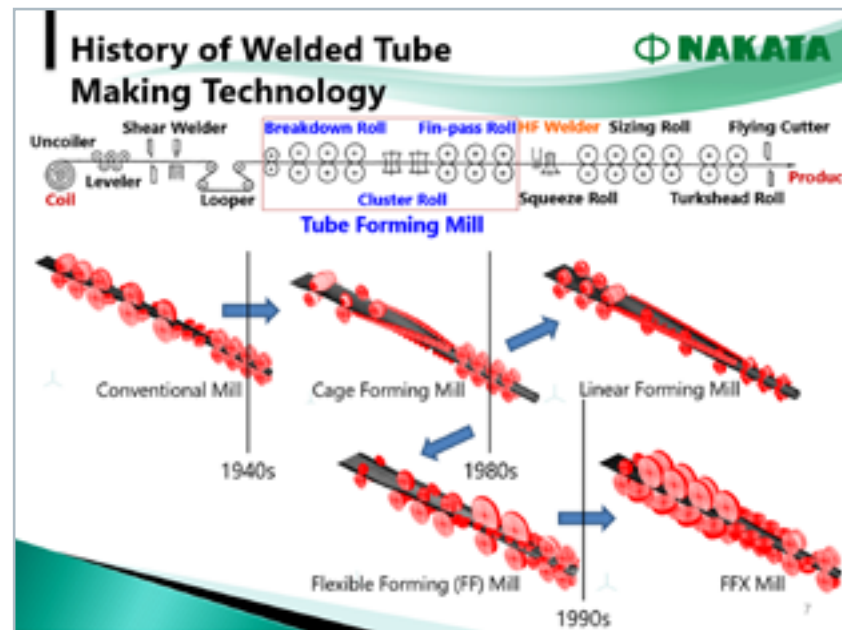 History of Welded Tube
Making Technology
NAKATA
Shear Welder
Breakdown Roll
Fin-pass Roll
HF Welder
Sizing Roll
Flying Cutter
Uncoiler
Leveler
Product
Coil
Looper
Cluster Roll
Squeeze Roll
Turkshead Roll
Tube Forming Mill
Conventional Mill
Cage Forming Mill
Linear Forming Mill
1940s
1980s
Flexible Forming (FF) Mill
FFX Mill
1990s
7